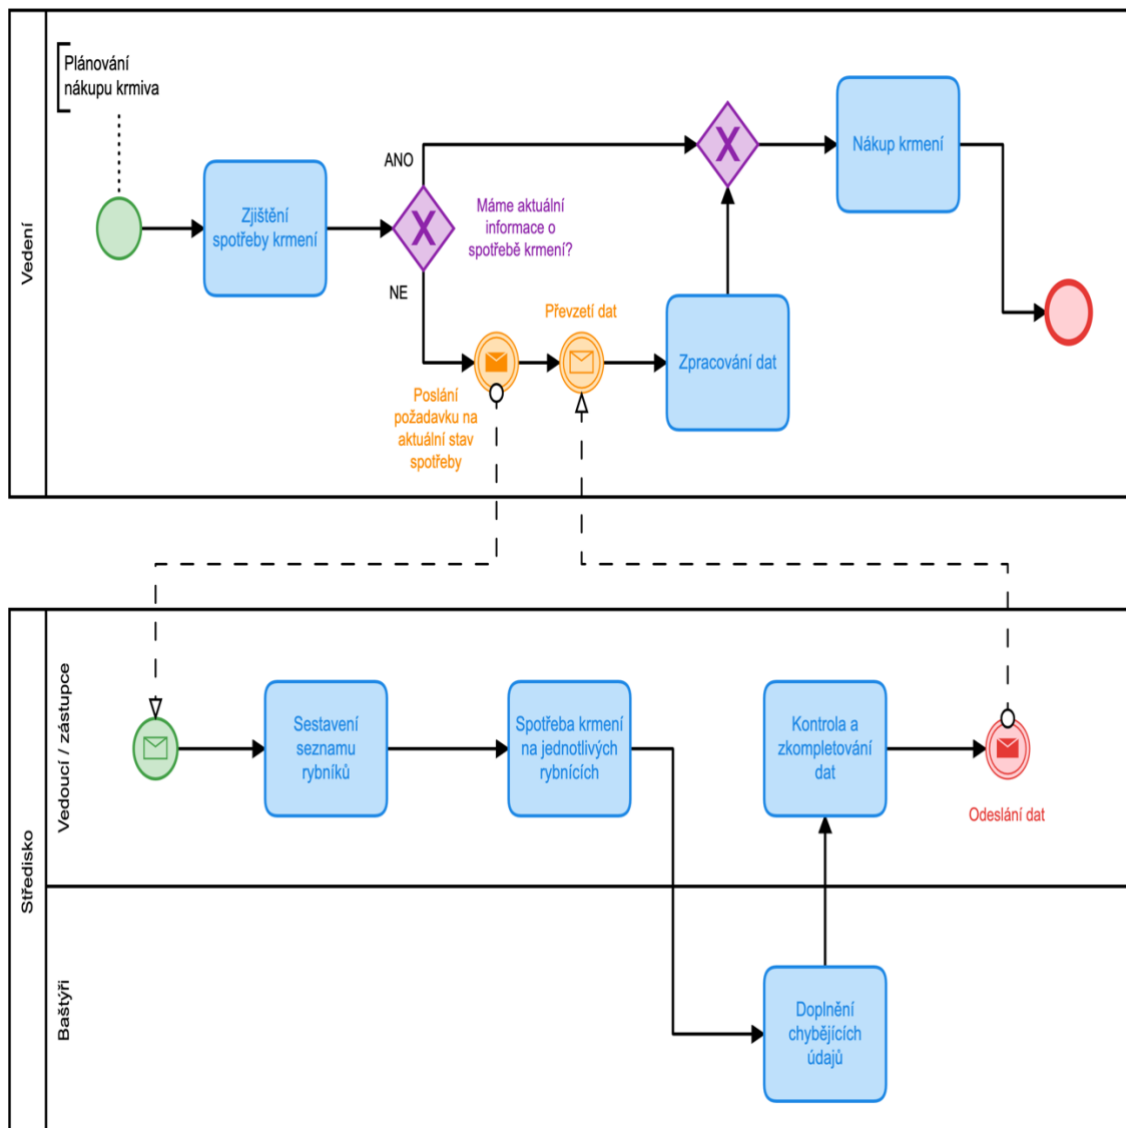 Vedení
Plánování
nákupu krmiva
Zjištění
spotřeby krmení
ANO
NE
Máme aktuální
informace o
spotřebě krmení?
Nákup krmení
Převzetí dat
Poslání
požadavku na
aktuální stav
spotřeby
Zpracování dat
Středisko
Vedoucí / zástupce
Sestavení
seznamu
rybníků
Spotřeba krmení
na jednotlivých
rybnících
Kontrola a
zkompletování
dat
Odeslání dat
Baštýři
Doplnění
chybějících
údajů